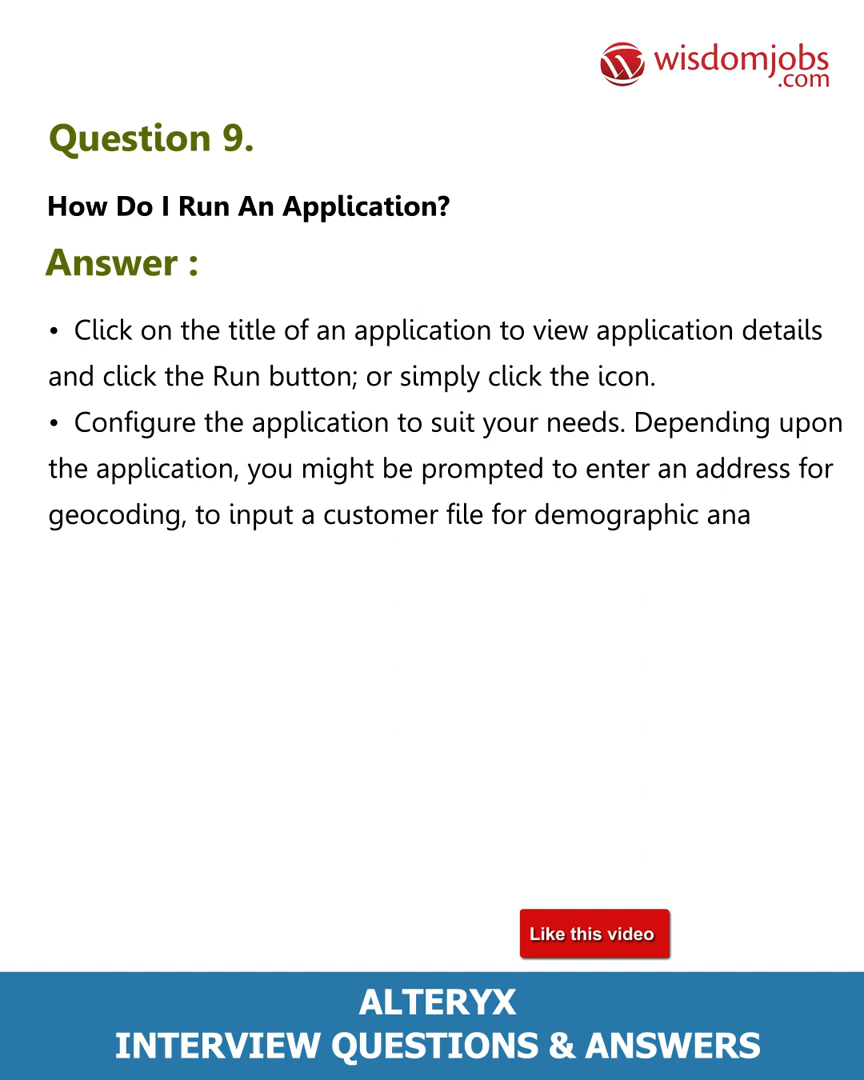 wisdomjobs
.com
Question 9.
How Do I Run An Application?
Answer :
• Click on the title of an application to view application details
and click the Run button; or simply click the icon.
• Configure the application to suit your needs. Depending upon
the application, you might be prompted to enter an address for
geocoding, to input a customer file for demographic ana
Like this video
ALTERYX
INTERVIEW QUESTIONS & ANSWERS